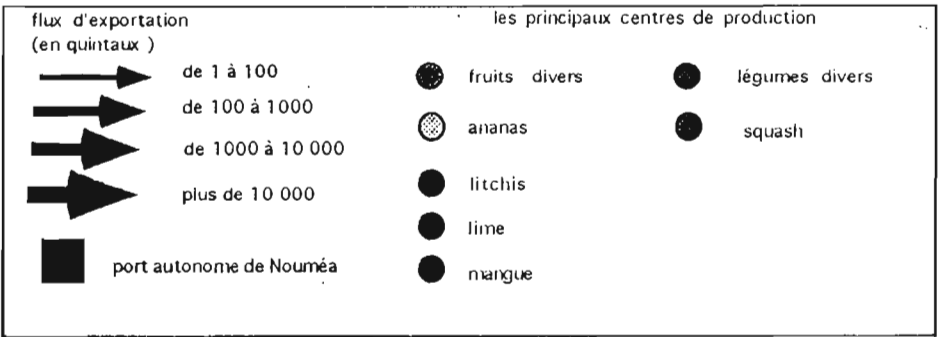 flux d'exportation
(en quintaux )
de 1 à 100
de 100 à 1000
de 1000 à 10 000
plus de 10 000
port autonome de Nouméa
les principaux centres de production
fruits divers
ananas
litchis
lime
mangue
légumes divers
squash